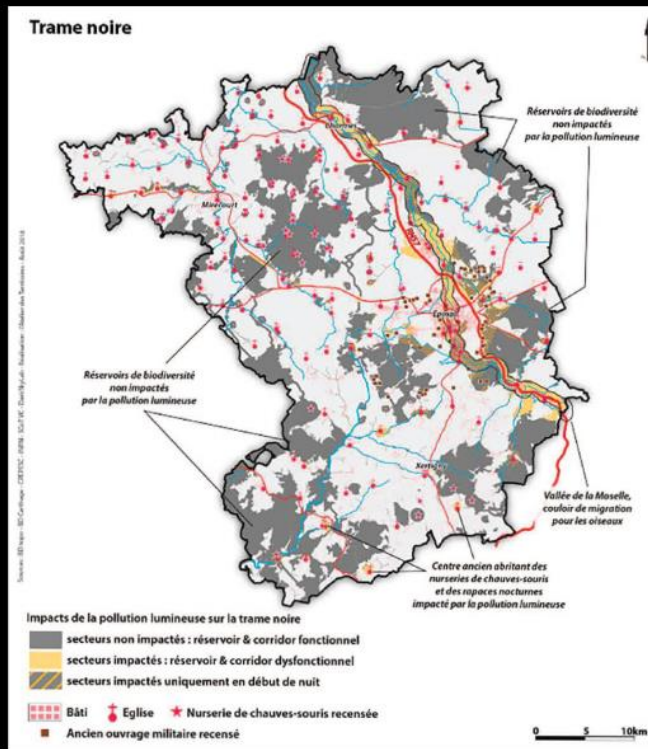 Trame noire
Réservoirs de biodiversité
non impactés
par la pollution lumineuse
Charmes
Mirecourt
RN57
Épinal
Réservoirs de biodiversité
non impactés
par la pollution lumineuse
Xertigny
Vallée de la Moselle,
couloir de migration
pour les oiseaux
Centre ancien abritant des
nurseries de chauves-souris
et des rapaces nocturnes
impacté par la pollution lumineuse
Impacts de la pollution lumineuse sur la trame noire
secteurs non impactés : réservoir & corridor fonctionnel
secteurs impactés : réservoir & corridor dysfonctionnel
secteurs impactés uniquement en début de nuit
Bâti
Eglise
Nurserie de chauves-souris recensée
Ancien ouvrage militaire recensé
0 5 10km